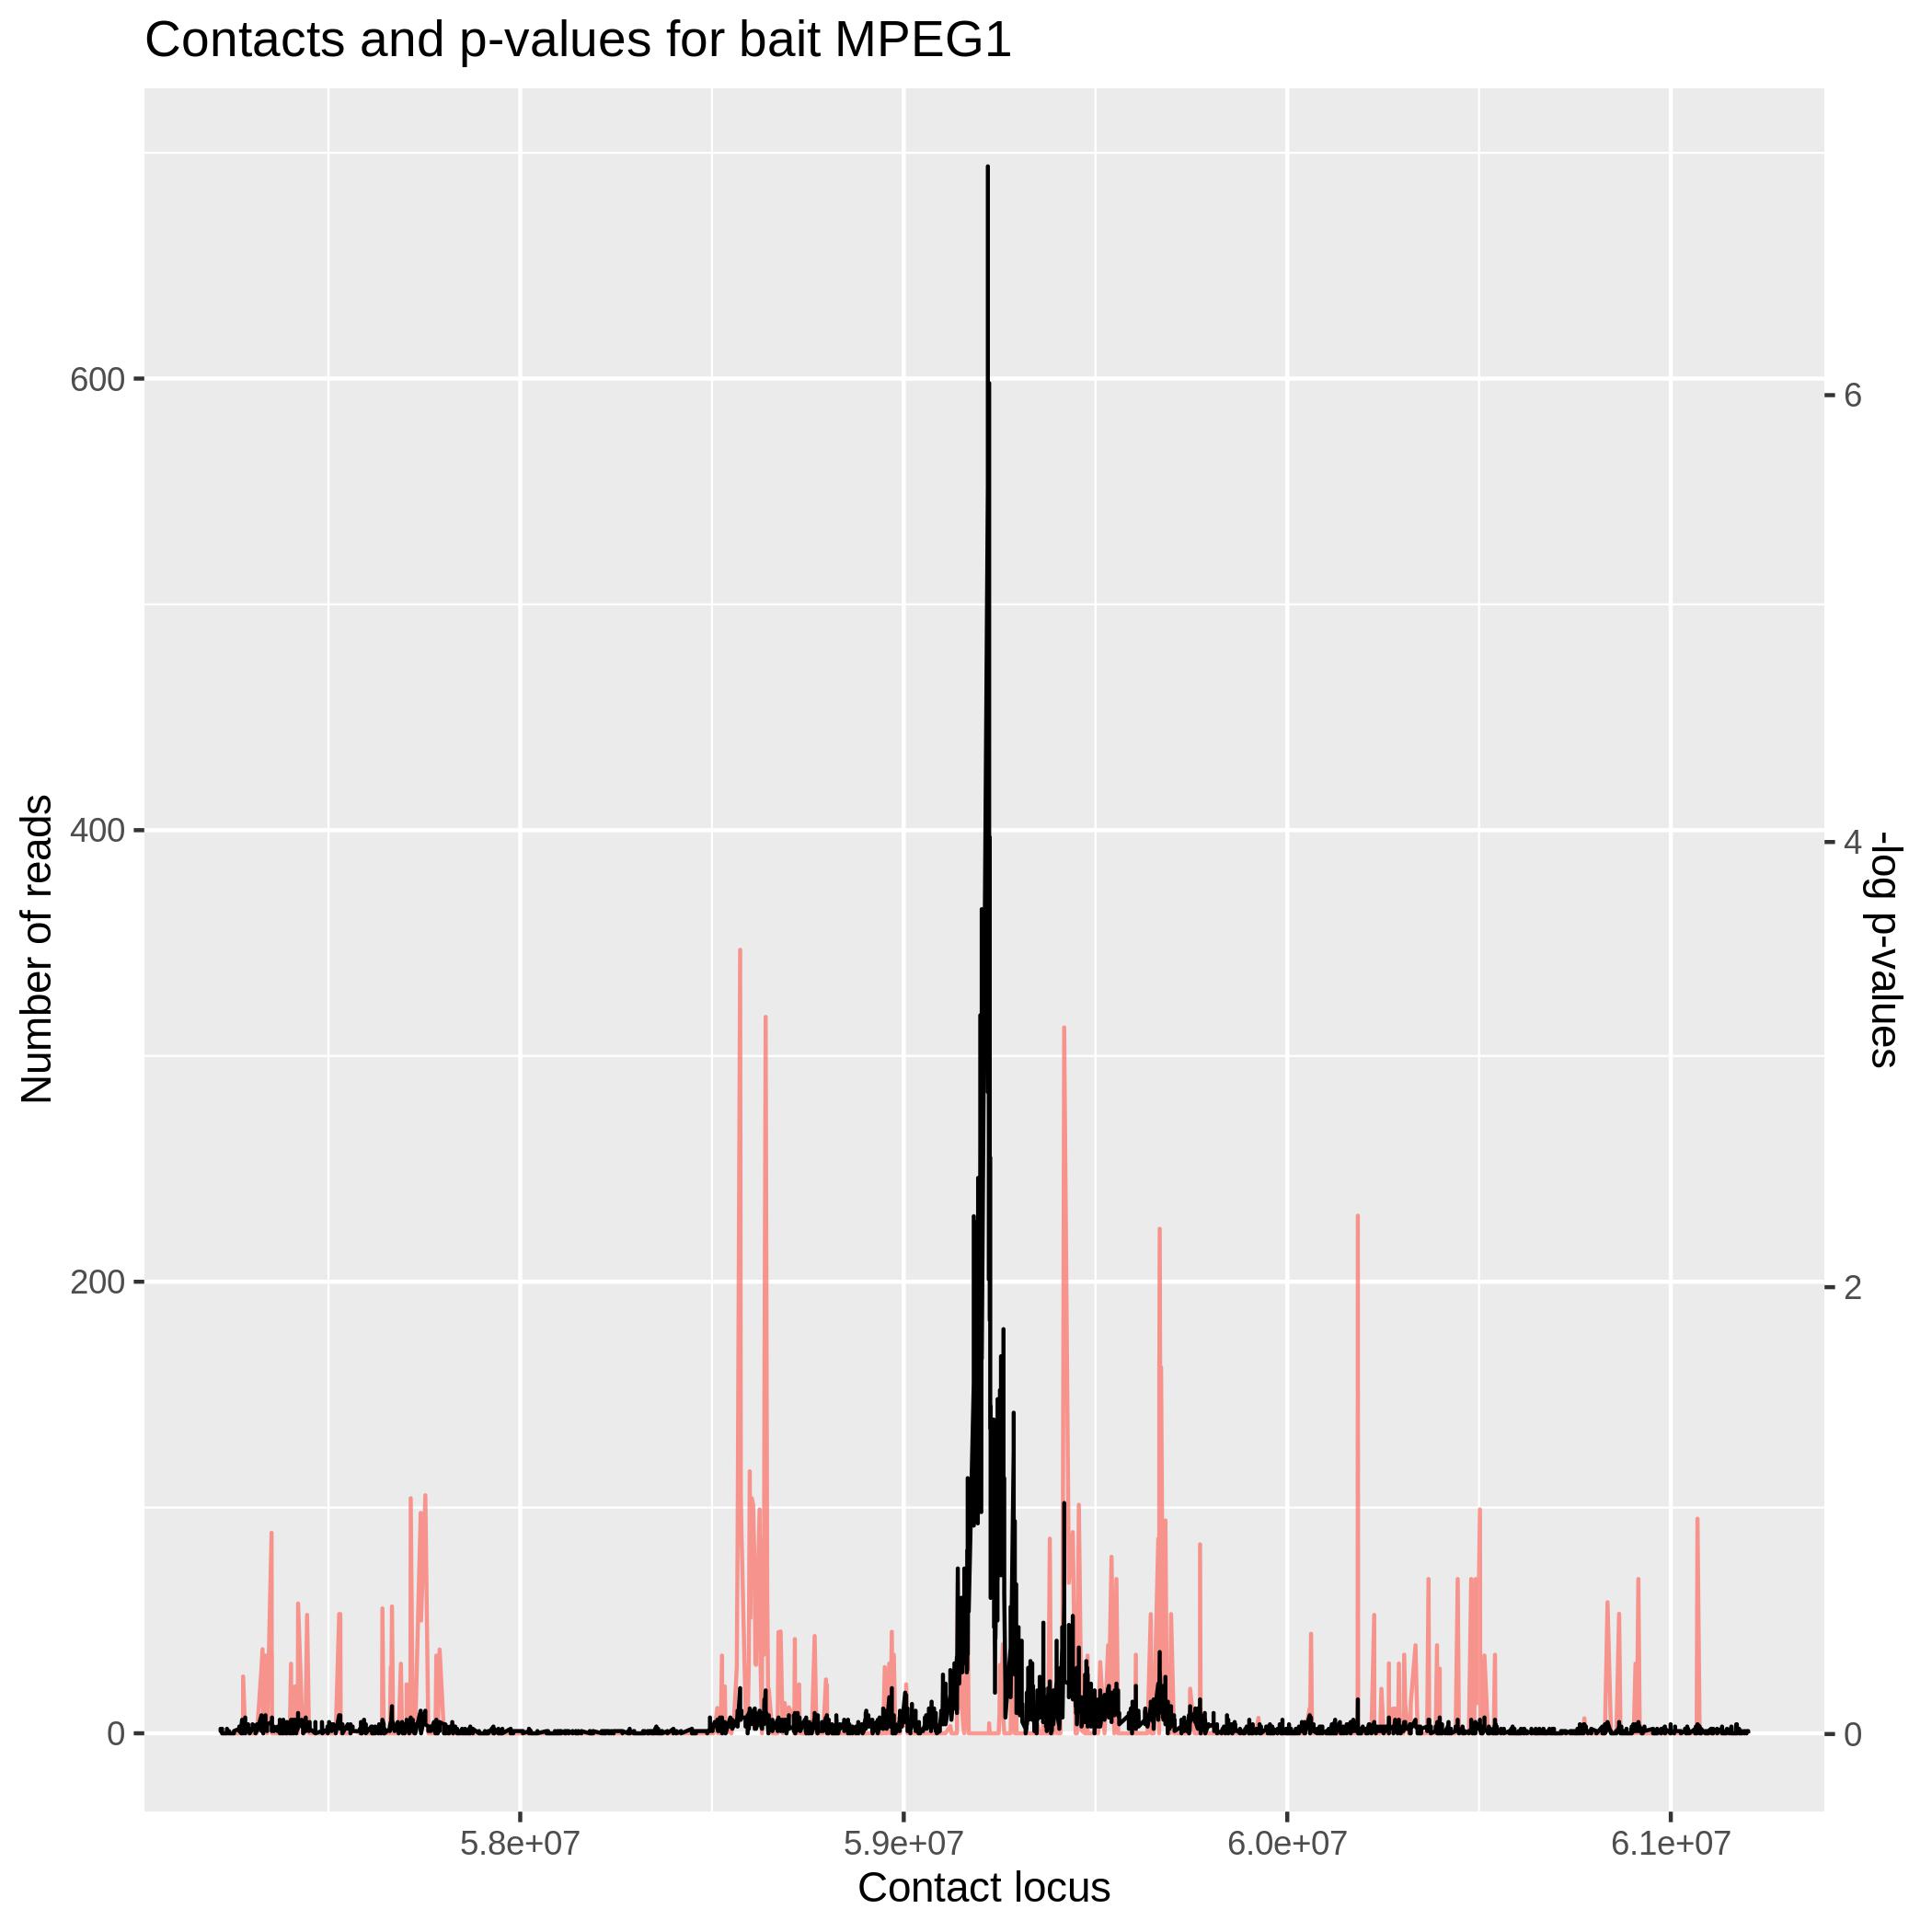 Contacts and p-values for bait MPEG1
Number of reads
600
400
200
0
6
4
2
0
-log p-values
5.8e+07 5.9e+07 6.0e+07 6.1e+07
Contact locus